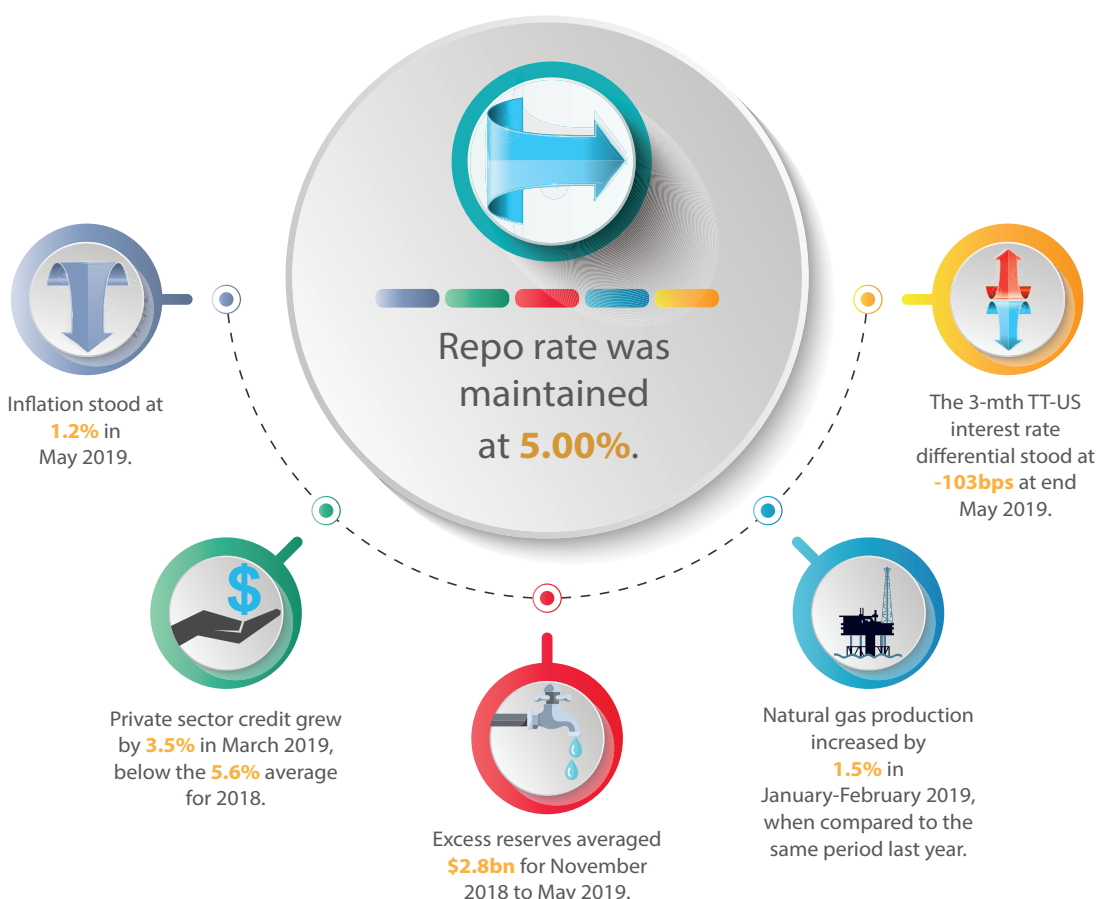 Repo rate was
maintained
at 5.00%.
Inflation stood at
1.2% in
May 2019.
$
Private sector credit grew
by 3.5% in March 2019,
below the 5.6% average
for 2018.
Excess reserves averaged
$2.8bn for November
2018 to May 2019.
Natural gas production
increased by
1.5% in
January-February 2019,
when compared to the
same period last year.
The 3-mth TT-US
interest rate
differential stood at
-103bps at end
May 2019.